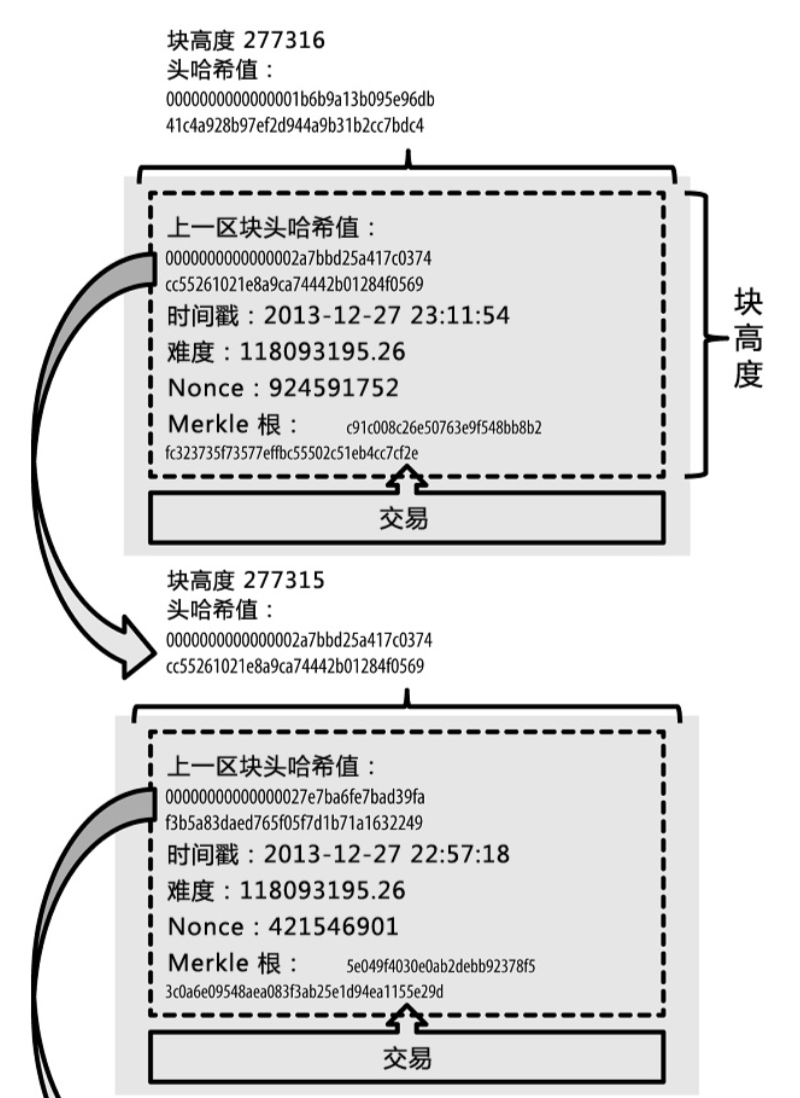 块高度 277316
头哈希值：
0000000000000001b6b9a13b095e96db
41c4a928b97ef2d944a9b31b2cc7bdc4
上一区块头哈希值：
0000000000000002a7bbd25a417c0374
cc55261021e8a9ca74442b01284f0569
时间戳：2013-12-27 23:11:54
难度：118093195.26
Nonce：924591752
Merkle 根： c91c008c26e50763e9f548bb8b2
fc323735f73577effbc55502c51eb4cc7cf2e
交易
块高度
块高度 277315
头哈希值：
0000000000000002a7bbd25a417c0374
cc55261021e8a9ca74442b01284f0569
上一区块头哈希值：
00000000000000027e7ba6fe7bad39fa
f3b5a83daed765f05f7d1b71a1632249
时间戳：2013-12-27 22:57:18
难度：118093195.26
Nonce：421546901
Merkle 根： 5e049f4030e0ab2debb92378f5
3c0a6e09548aea083f3ab25e1d94ea1155e29d
交易